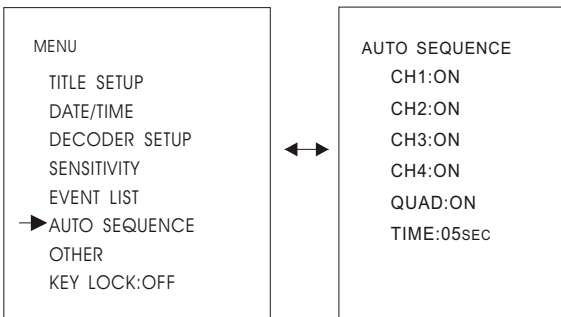 MENU
TITLE SETUP
DATE/TIME
DECODER SETUP
SENSITIVITY
EVENT LIST
AUTO SEQUENCE
OTHER
KEY LOCK:OFF
AUTO SEQUENCE
CH1:ON
CH2:ON
CH3:ON
CH4:ON
QUAD:ON
TIME:05SEC